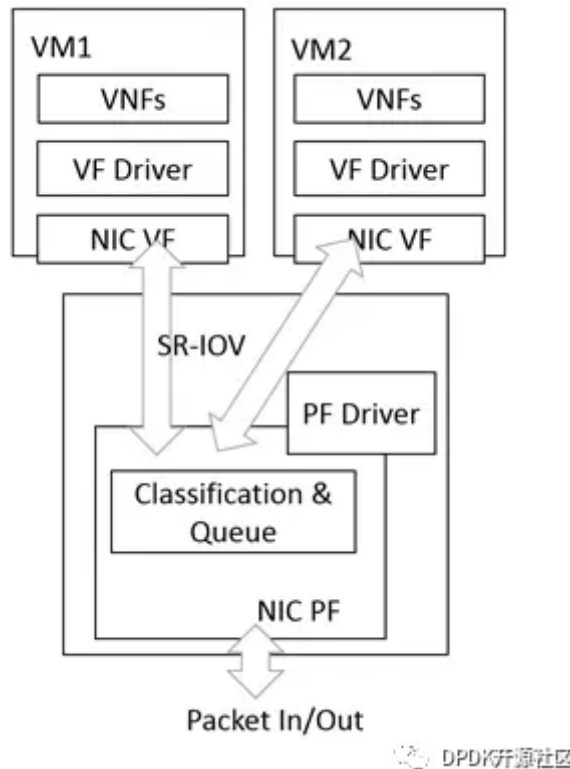 VM1
VNFs
VF Driver
NIC VF
VM2
VNFs
VF Driver
NIC VF
SR-IOV
PF Driver
Classification &
Queue
NIC PF
Packet In/Out
DPDK开源社区